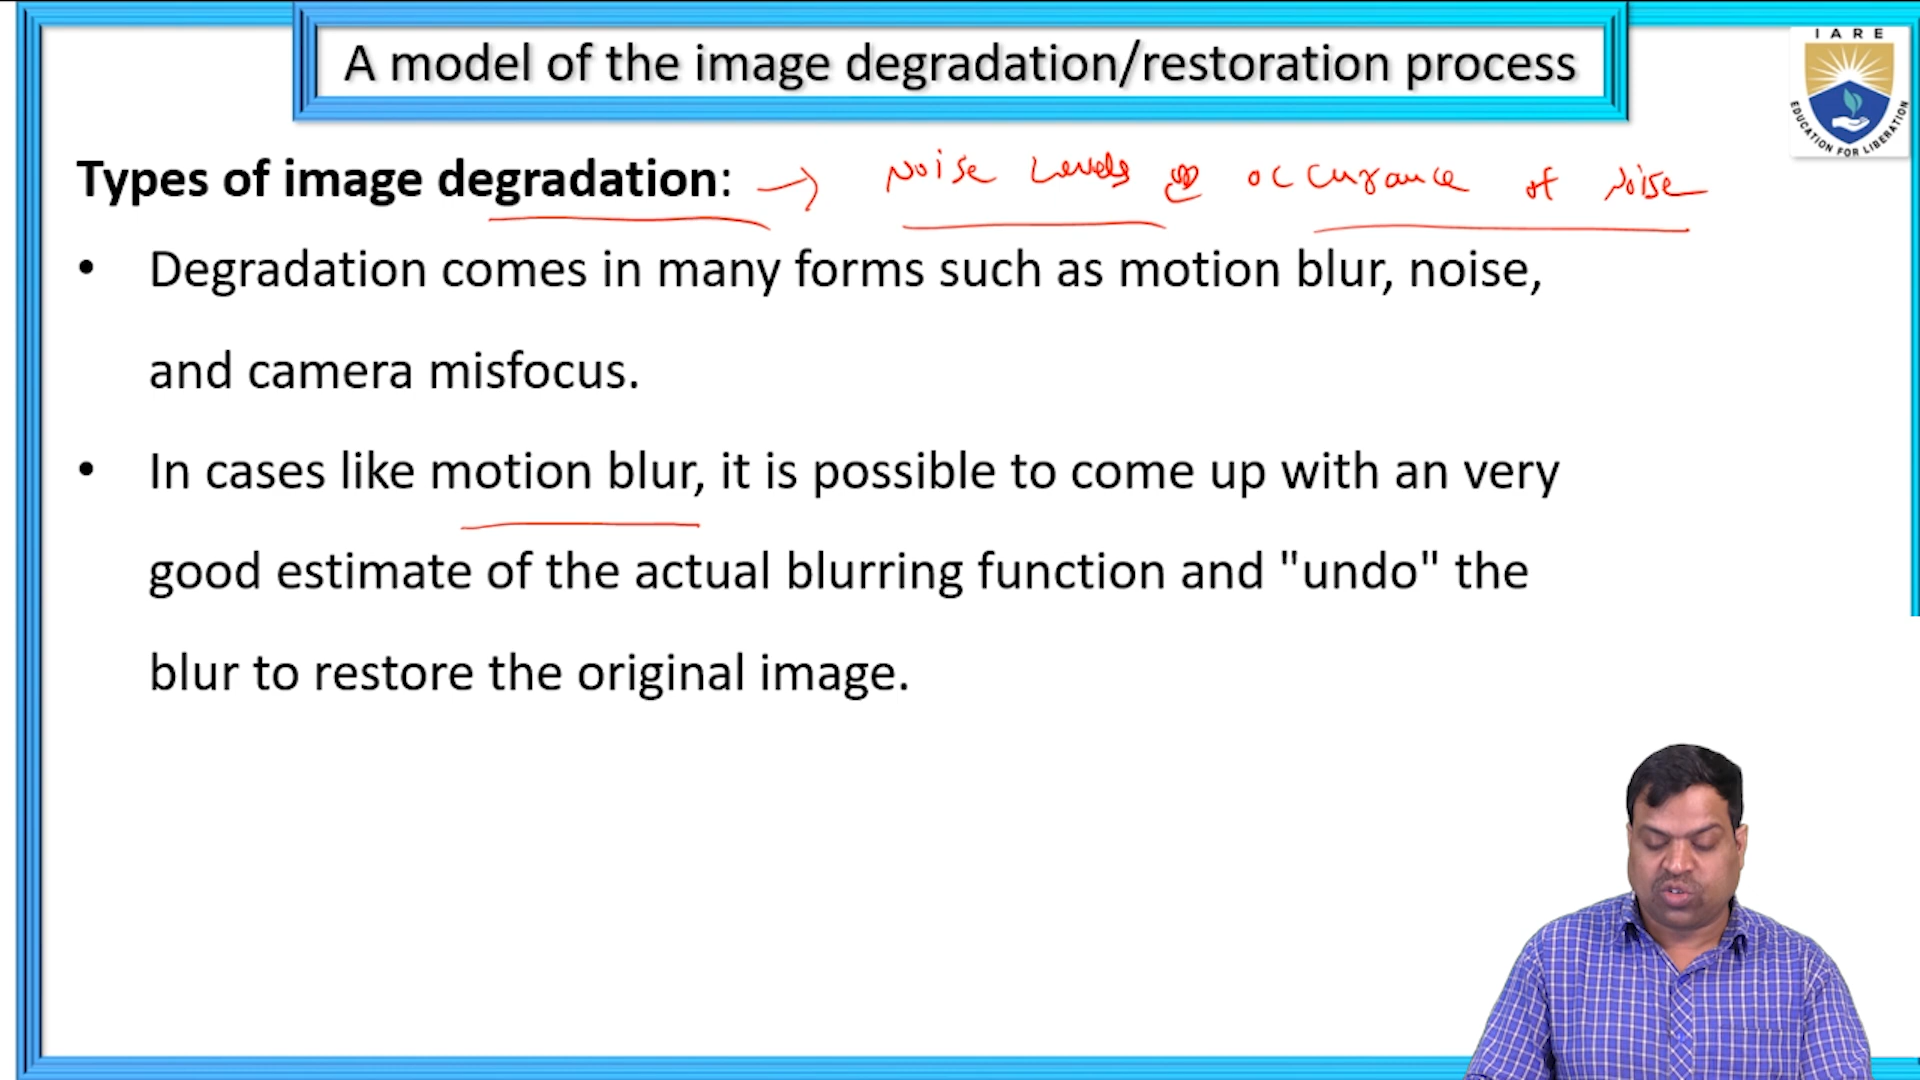 A model of the image degradation/restoration process
IARE
EDUCATION FOR LIBERATION
Types of image degradation: → Noise Levels occurance of Noise
• Degradation comes in many forms such as motion blur, noise,
and camera misfocus.
• In cases like motion blur, it is possible to come up with an very
good estimate of the actual blurring function and "undo" the
blur to restore the original image.